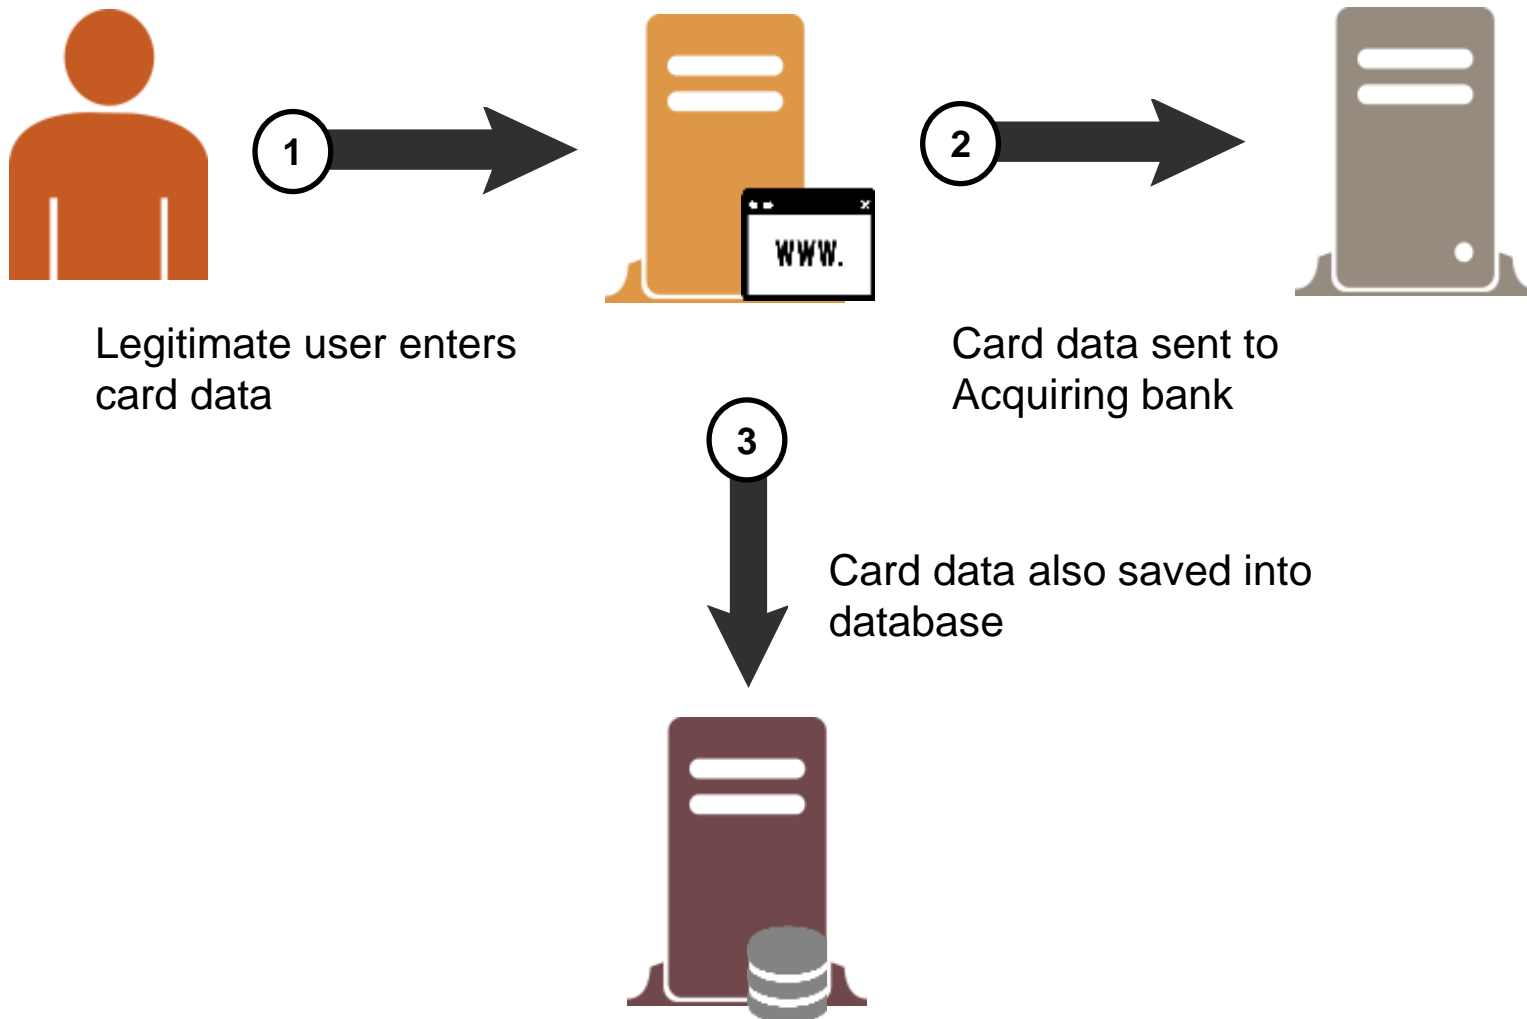 1
2
WWW.
Legitimate user enters
card data
Card data sent to
Acquiring bank
3
Card data also saved into
database